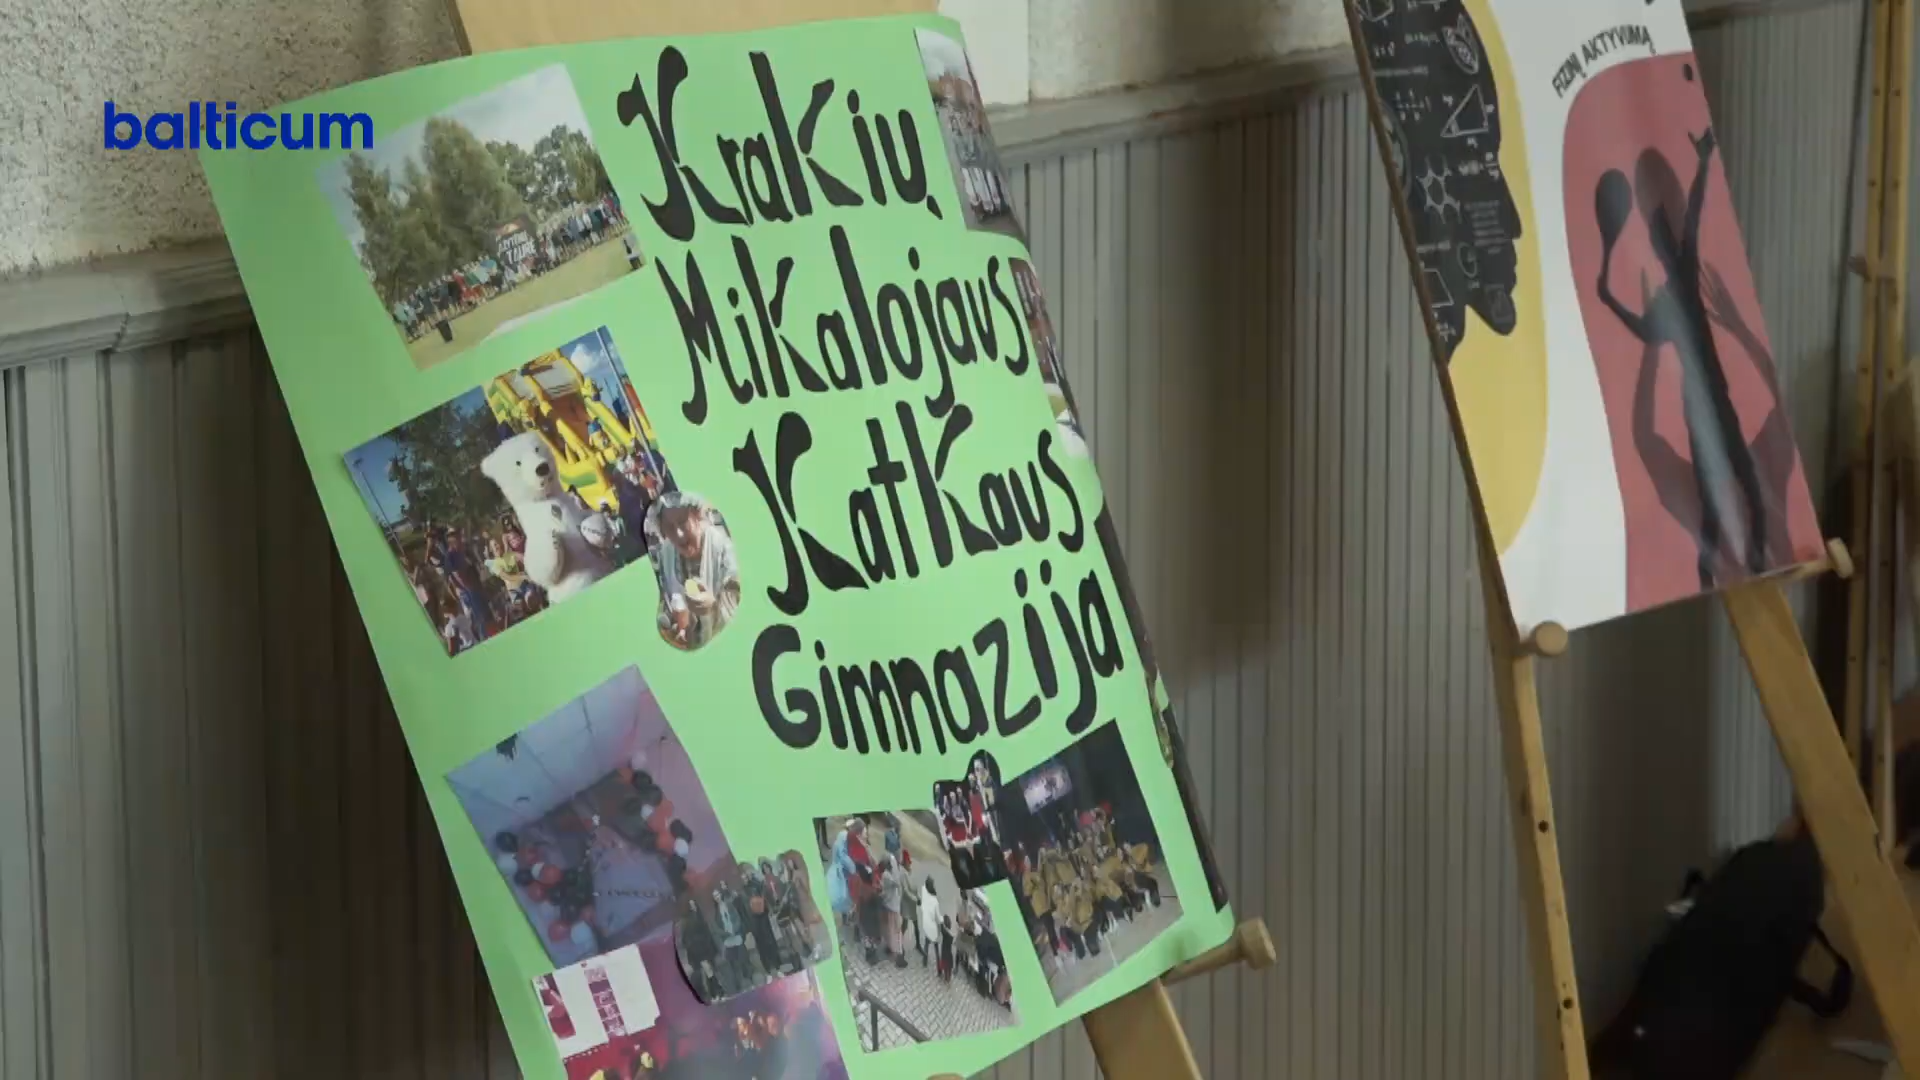 balticum
Krakių
Mikalojaus
Katkaus
Gimnazija
FIZINĮ AKTYVUMĄ